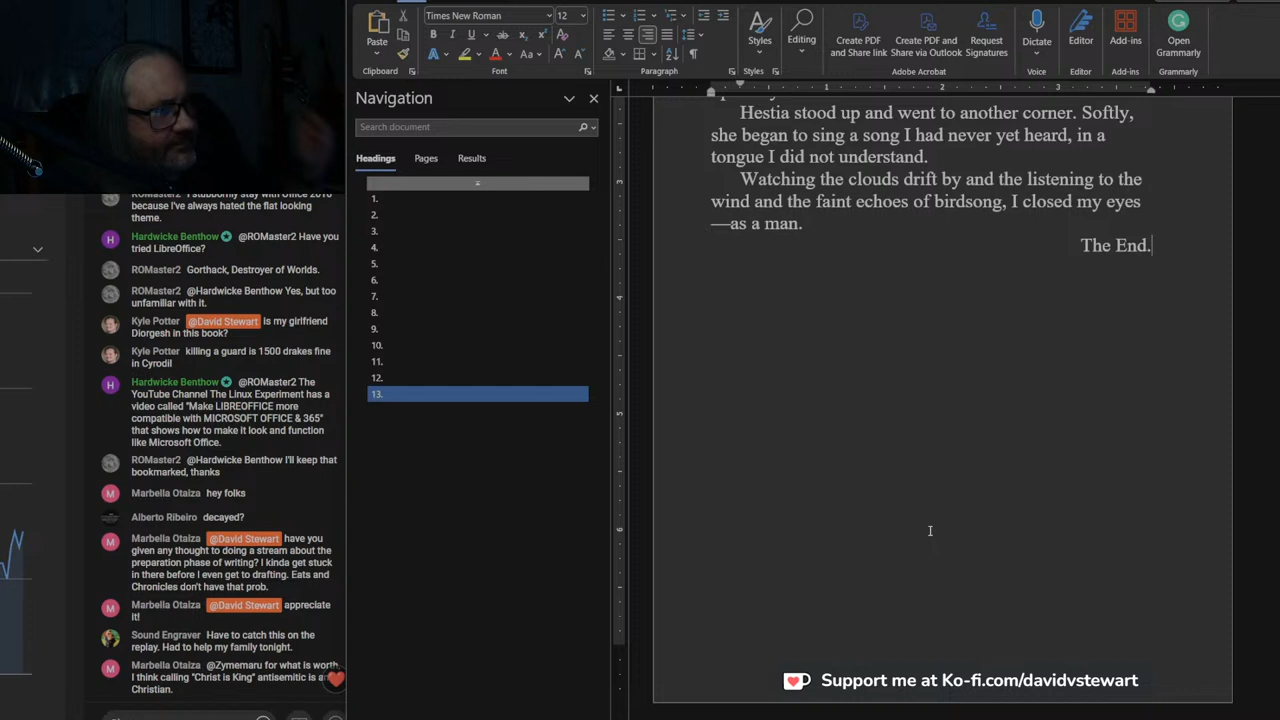 Times New Roman
12
Paste
Clipboard
Font
Paragraph
Styles
Styles
Editing
Create PDF and Share link
Create PDF and Share via Outlook
Request Signatures
Adobe Acrobat
Dictate
Voice
Editor
Editor
Add-ins
Add-ins
Open Grammarly
Grammarly
Navigation
Search document
Headings
Pages
Results
1.
2.
3.
4.
5.
6.
7.
8.
9.
10.
11.
12.
13.
Hestia stood up and went to another corner. Softly,
she began to sing a song I had never yet heard, in a
tongue I did not understand.
Watching the clouds drift by and the listening to the
wind and the faint echoes of birdsong, I closed my eyes
—as a man.
The End.
because I've always hated the flat looking
theme.
Hardwicke Benthow @ROMaster2 Have you
tried LibreOffice?
ROMaster2 Gorthack, Destroyer of Worlds.
ROMaster2 @Hardwicke Benthow Yes, but too
unfamiliar with it.
Kyle Potter @David Stewart is my girlfriend
Diorgesh in this book?
Kyle Potter killing a guard is 1500 drakes fine
in Cyrodil
Hardwicke Benthow @ROMaster2 The
YouTube Channel The Linux Experiment has a
video called "Make LIBREOFFICE more
compatible with MICROSOFT OFFICE & 365"
that shows how to make it look and function
like Microsoft Office.
ROMaster2 @Hardwicke Benthow I'll keep that
bookmarked, thanks
Marbella Otaiza hey folks
Alberto Ribeiro decayed?
Marbella Otaiza @David Stewart have you
given any thought to doing a stream about the
preparation phase of writing? I kinda get stuck
in there before I even get to drafting. Eats and
Chronicles don't have that prob.
Marbella Otaiza @David Stewart appreciate
it!
Sound Engraver Have to catch this on the
replay. Had to help my family tonight.
Marbella Otaiza @Zymemaru for what is worth,
I think calling "Christ is King" antisemitic is an
Christian.
Support me at Ko-fi.com/davidvstewart